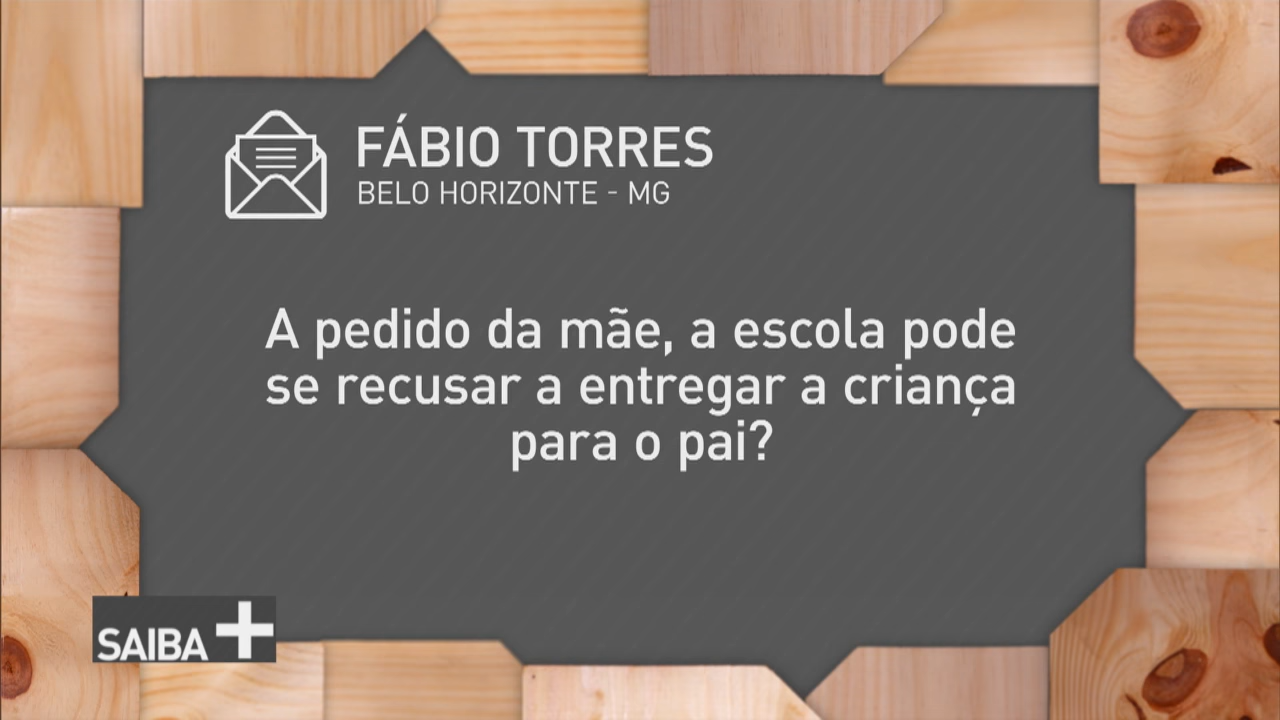 FÁBIO TORRES
BELO HORIZONTE - MG
A pedido da mãe, a escola pode
se recusar a entregar a criança
para o pai?
SAIBA+